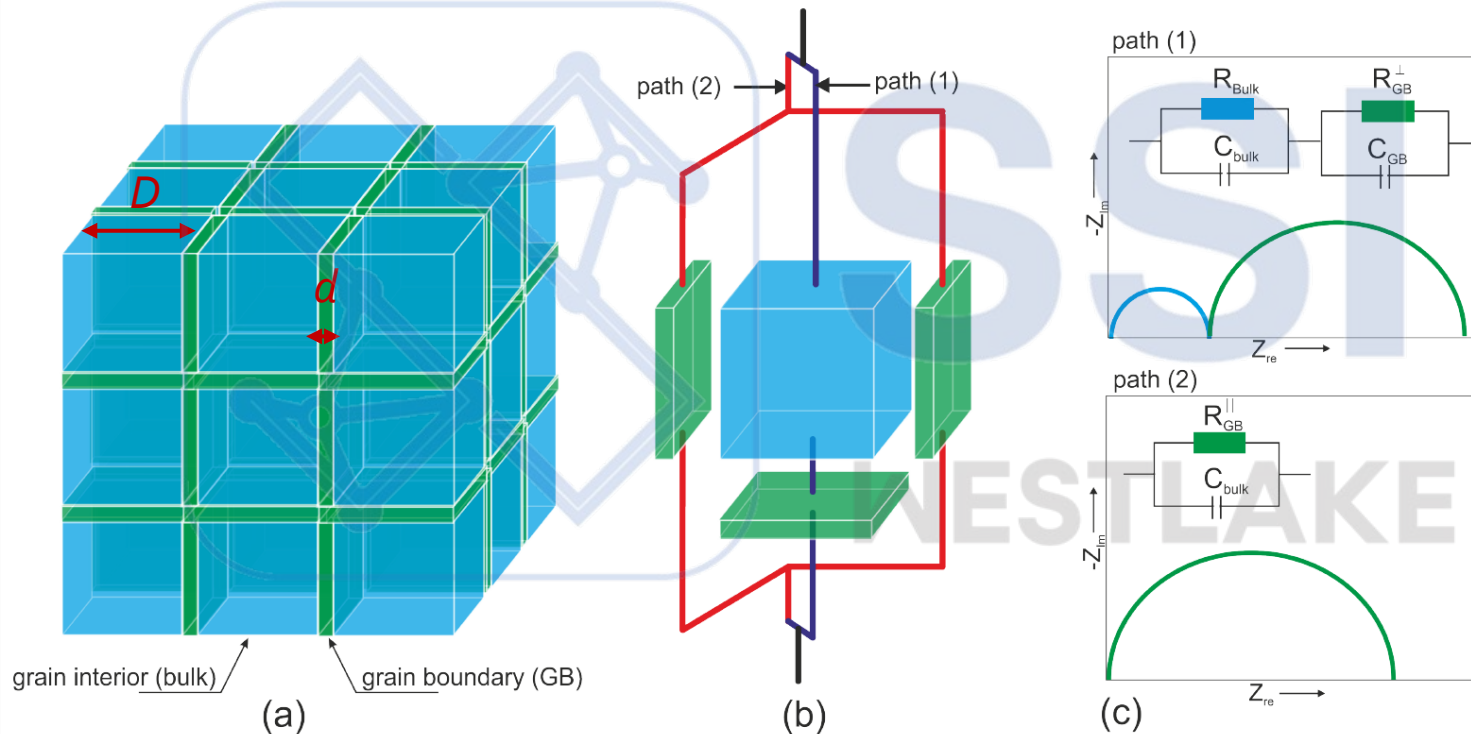 path (2)
path (1)
D
d
grain interior (bulk)
grain boundary (GB)
(a)
(b)
path (1)
R_Bulk
R_GB^⊥
C_bulk
C_GB
-Z_Im
Z_re
path (2)
R_GB^||
C_bulk
-Z_Im
Z_re
(c)
SSI
NESTLAKE